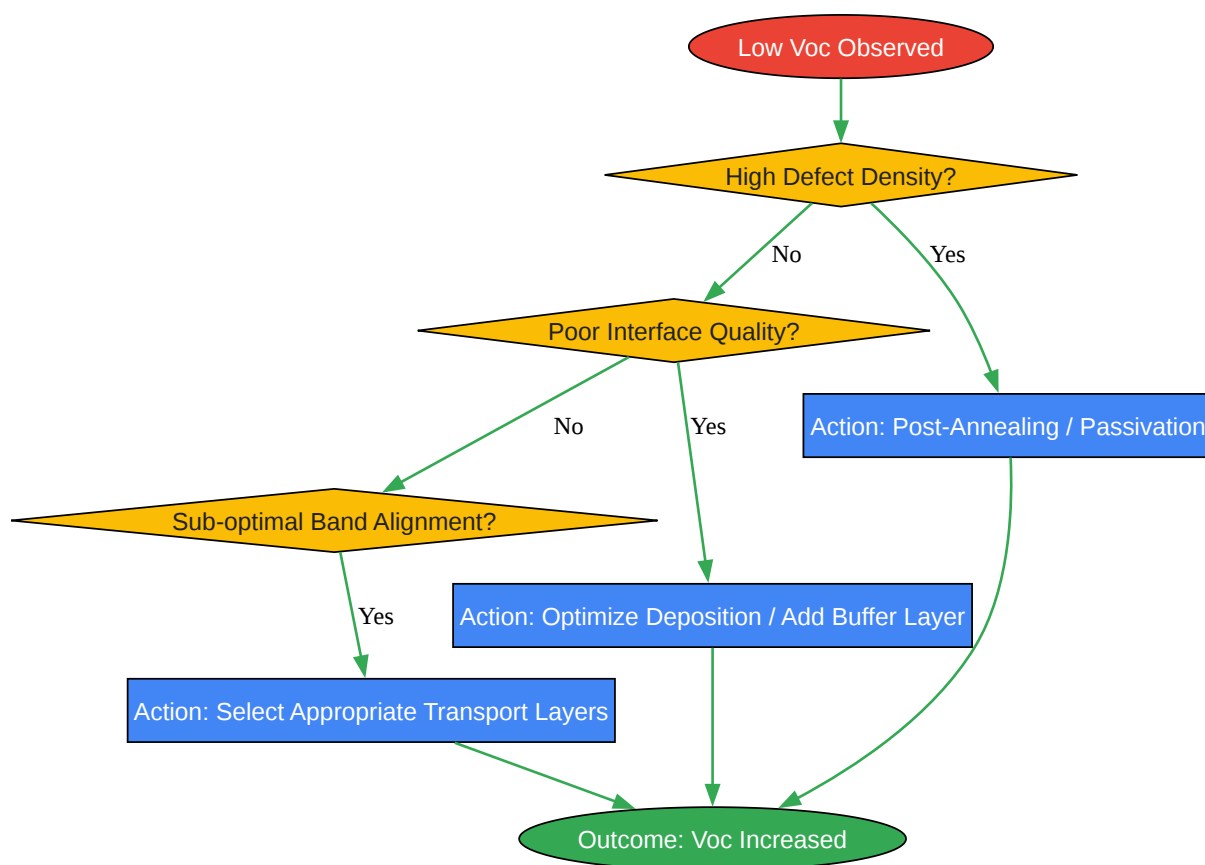 Low Voc Observed
High Defect Density?
No
Yes
Poor Interface Quality?
Action: Post-Annealing / Passivation
No
Yes
Sub-optimal Band Alignment?
Action: Optimize Deposition / Add Buffer Layer
Yes
Action: Select Appropriate Transport Layers
Outcome: Voc Increased